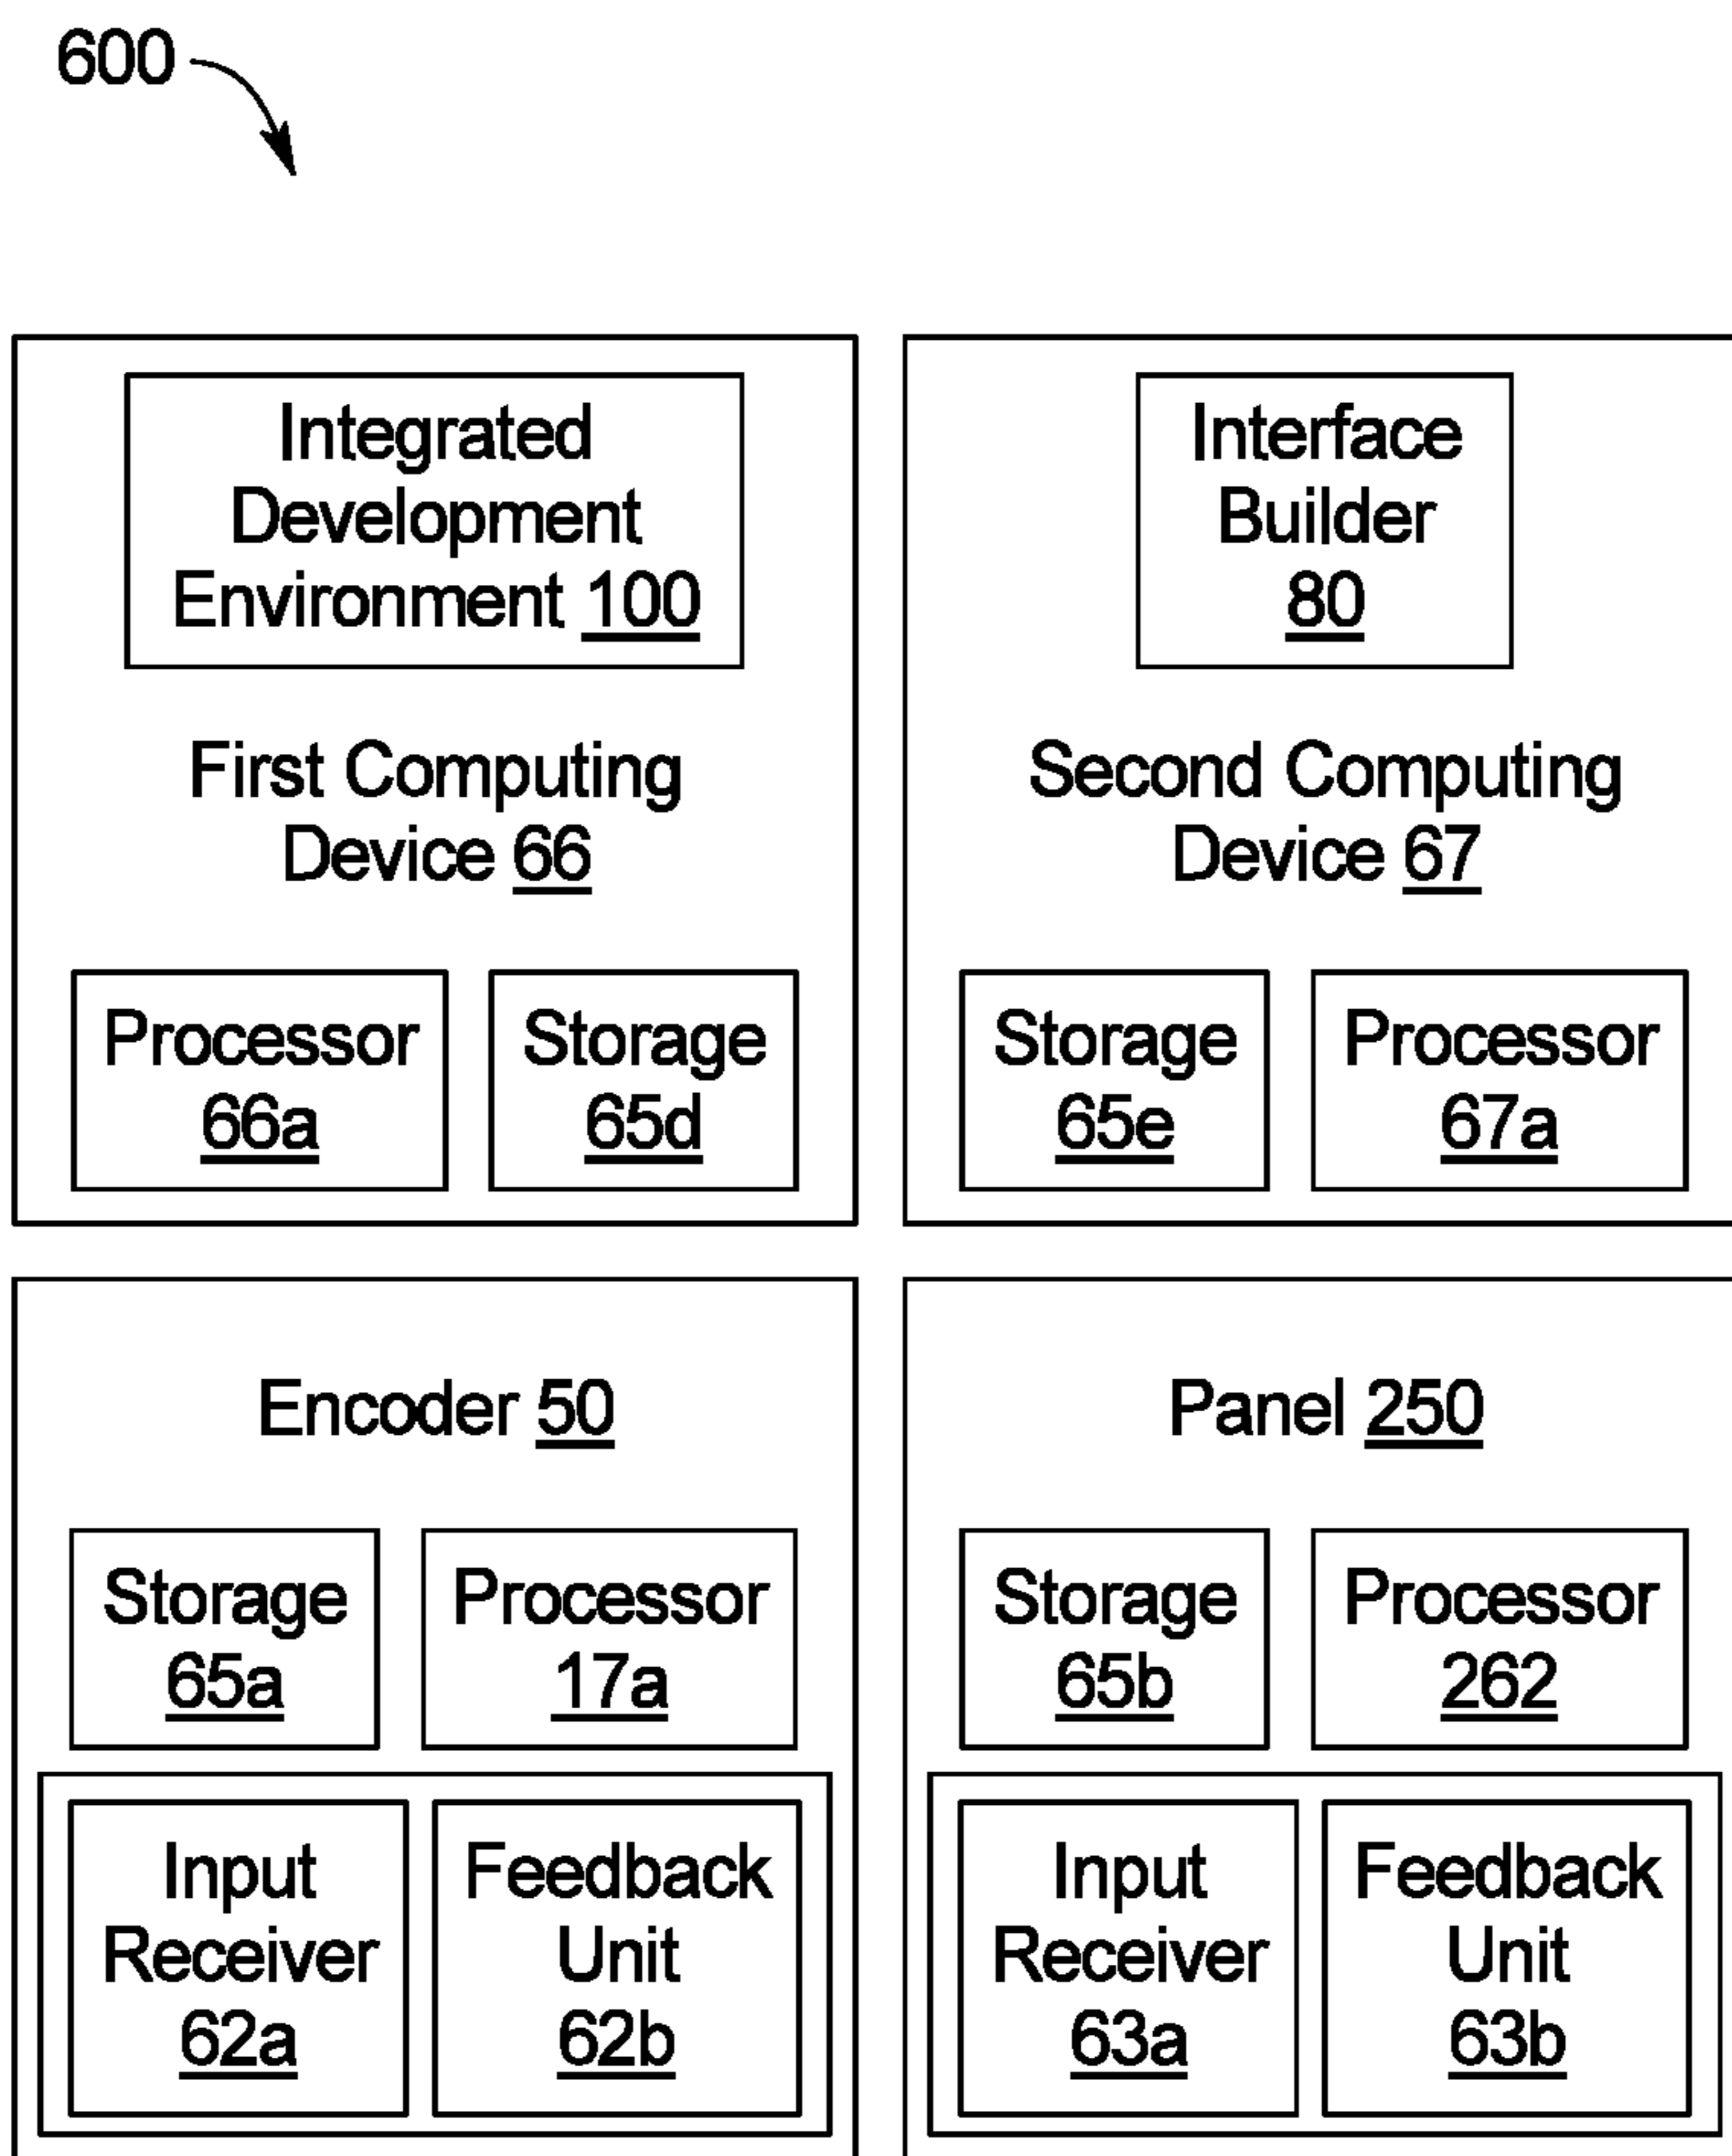 600
Integrated
Development
Environment 100
First Computing
Device 66
Processor
66a
Storage
65d
Interface
Builder
80
Second Computing
Device 67
Storage
65e
Processor
67a
Encoder 50
Storage
65a
Processor
17a
Input
Receiver
62a
Feedback
Unit
62b
Panel 250
Storage
65b
Processor
262
Input
Receiver
63a
Feedback
Unit
63b